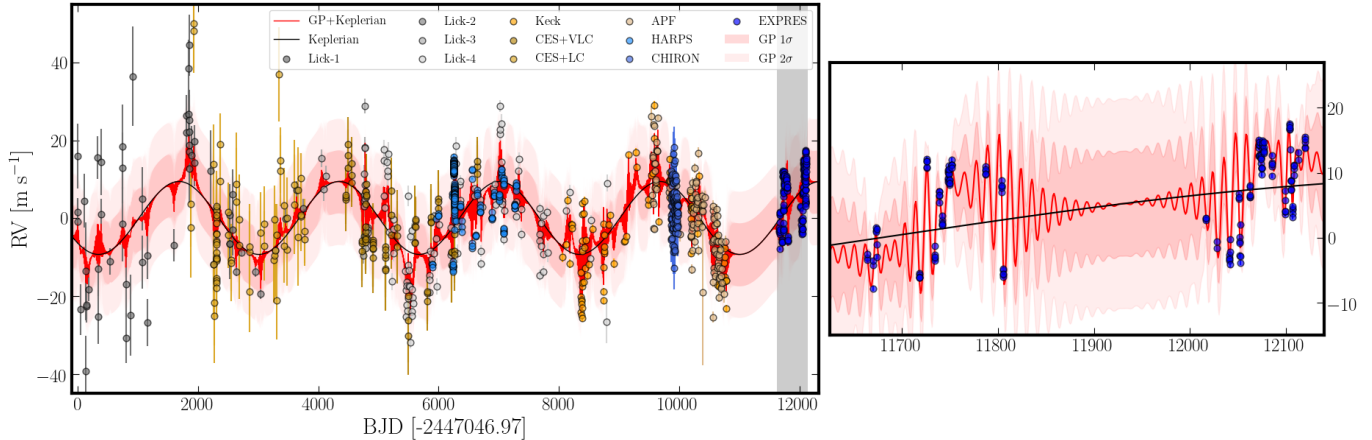 GP+Keplerian
Keplerian
Lick-1
Lick-2
Lick-3
Lick-4
Keck
CES+VLC
CES+LC
APF
HARPS
CHIRON
EXPRES
GP 1σ
GP 2σ
RV [m s⁻¹]
40
20
0
−20
−40
0 2000 4000 6000 8000 10000 12000
BJD [-2447046.97]
20
10
0
−10
11700 11800 11900 12000 12100